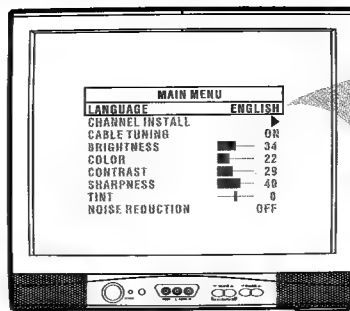 MAIN MENU
LANGUAGE ENGLISH
CHANNEL INSTALL
CABLE TUNING ON
BRIGHTNESS 34
COLOR 22
CONTRAST 29
SHARPNESS 40
TINT 0
NOISE REDUCTION OFF